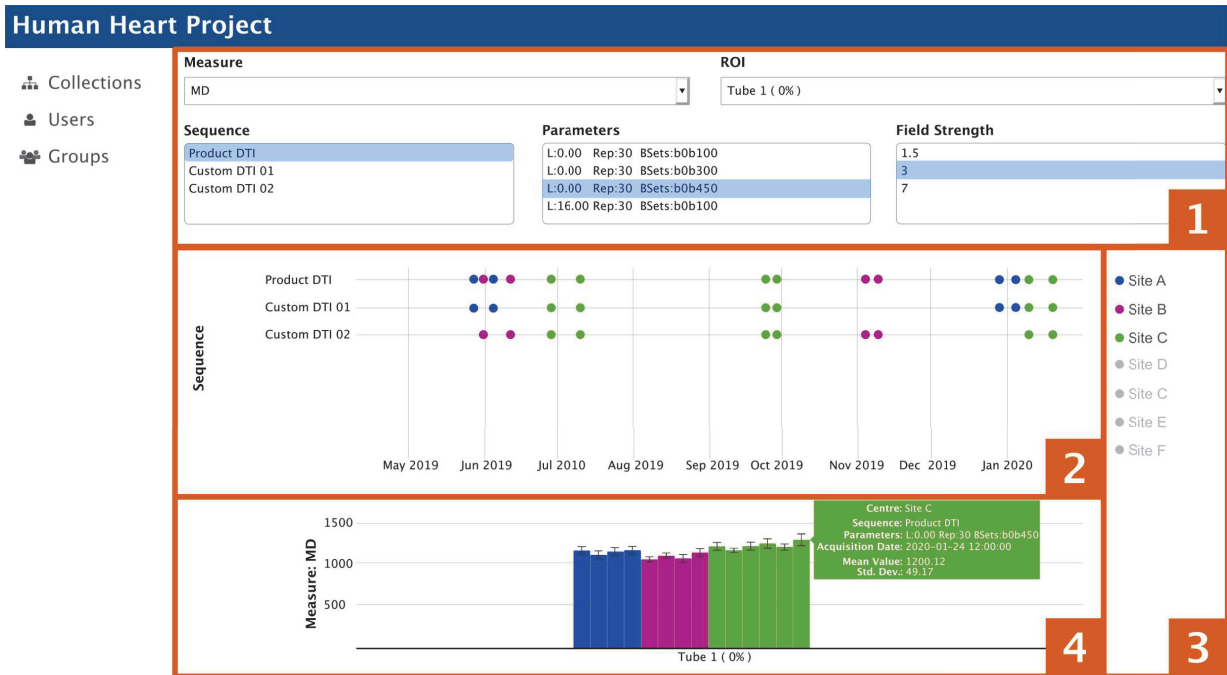 Human Heart Project
Collections
Users
Groups
Measure
MD
ROI
Tube 1 ( 0%)
Sequence
Product DTI
Custom DTI 01
Custom DTI 02
Parameters
L:0.00 Rep:30 BSets:b0b100
L:0.00 Rep:30 BSets:b0b300
L:0.00 Rep:30 BSets:b0b450
L:16.00 Rep:30 BSets:b0b100
Field Strength
1.5
3
7
1
Sequence
Product DTI
Custom DTI 01
Custom DTI 02
May 2019 Jun 2019 Jul 2010 Aug 2019 Sep 2019 Oct 2019 Nov 2019 Dec 2019 Jan 2020
2
Site A
Site B
Site C
Site D
Site C
Site E
Site F
3
Measure: MD
1500
1000
500
Centre: Site C
Sequence: Product DTI
Parameters: L:0.00 Rep:30 BSets:b0b450
Acquisition Date: 2020-01-24 12:00:00
Mean Value: 1200.12
Std. Dev.: 49.17
Tube 1 ( 0%)
4